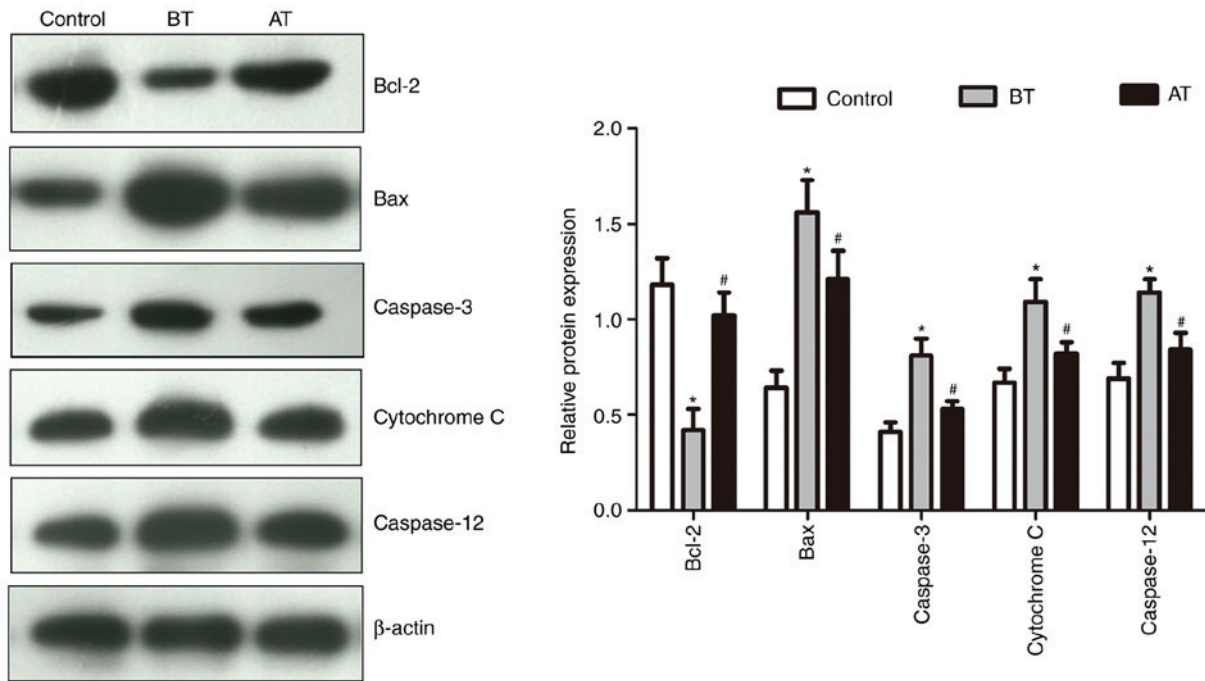 Control BT AT
Bcl-2
Bax
Caspase-3
Cytochrome C
Caspase-12
β-actin
Control BT AT
Relative protein expression
2.0
1.5
1.0
0.5
0.0
* #
* #
* #
* #
* #
Bcl-2
Bax
Caspase-3
Cytochrome C
Caspase-12